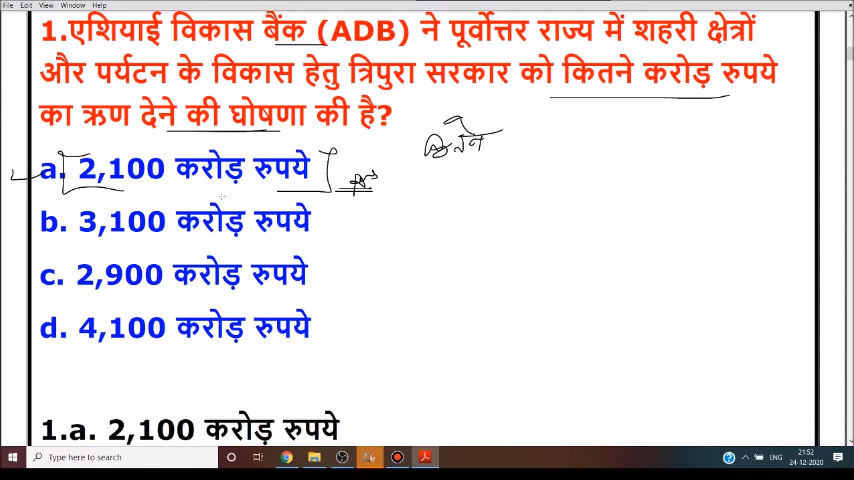 File Edit View Window Help
1.एशियाई विकास बैंक (ADB) ने पूर्वोत्तर राज्य में शहरी क्षेत्रों
और पर्यटन के विकास हेतु त्रिपुरा सरकार को कितने करोड़ रुपये
का ऋण देने की घोषणा की है?
कितने
a. 2,100 करोड़ रुपये
Ans
b. 3,100 करोड़ रुपये
c. 2,900 करोड़ रुपये
d. 4,100 करोड़ रुपये
1.a. 2,100 करोड़ रुपये
Type here to search
ENG
21:52
24-12-2020